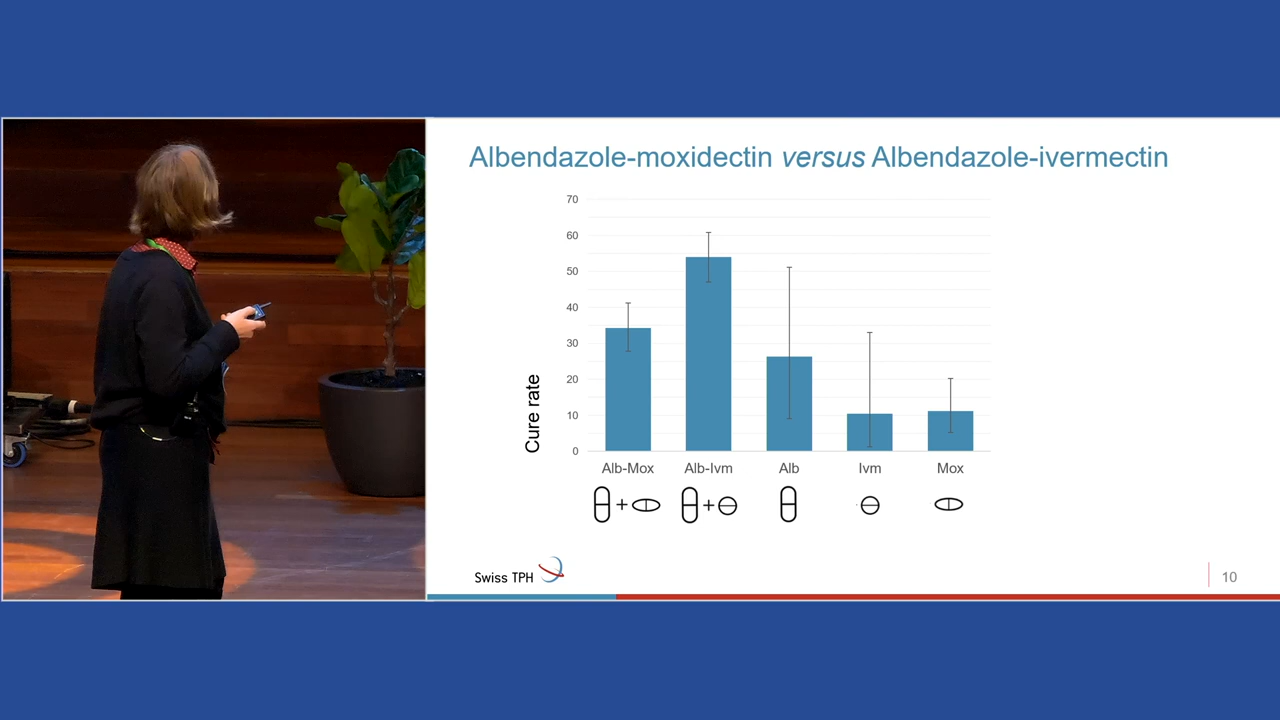 Albendazole-moxidectin versus Albendazole-ivermectin
70
60
50
40
30
20
10
0
Cure rate
Alb-Mox Alb-Ivm Alb Ivm Mox
+ +
Swiss TPH
10